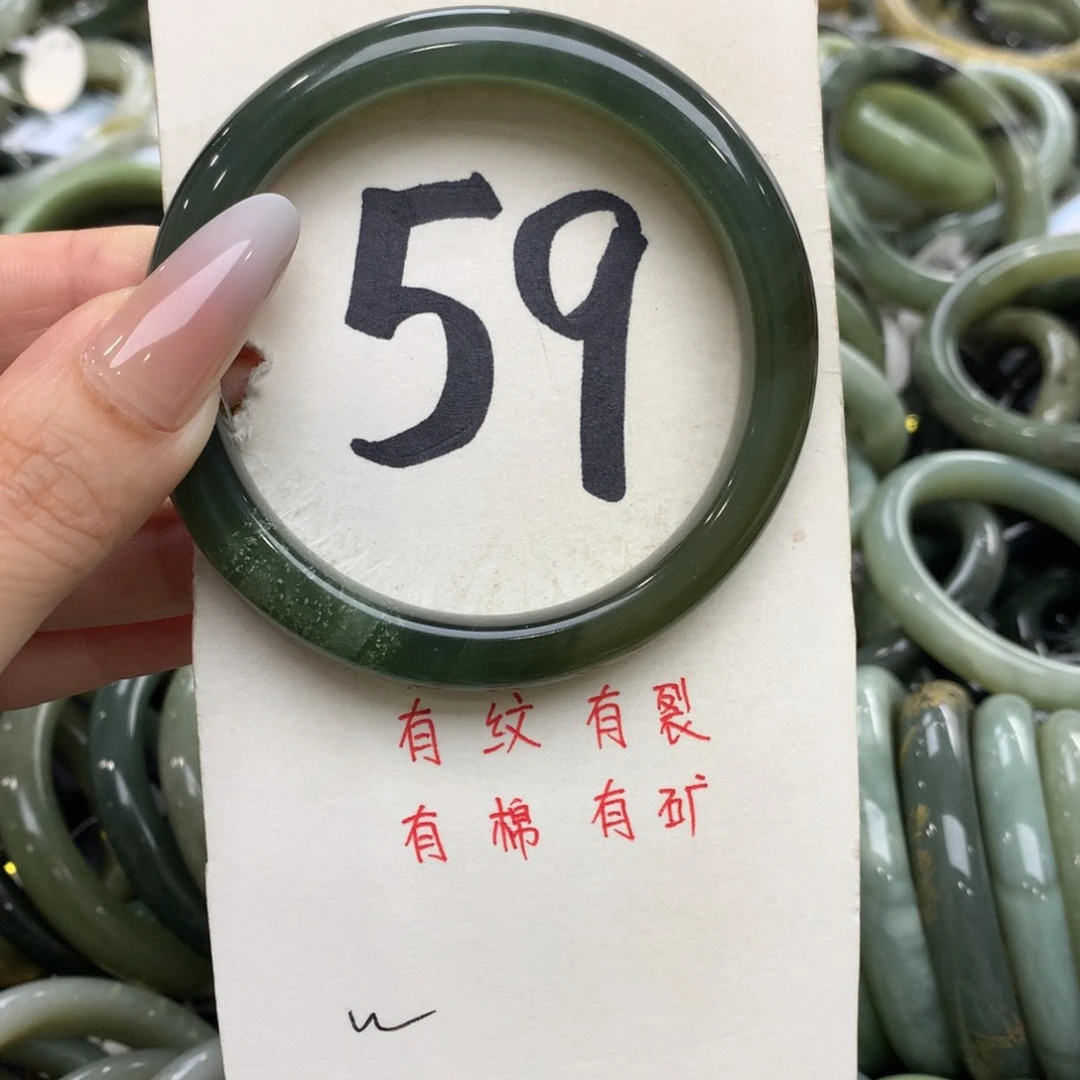 59
有纹 有裂
有棉 有矿